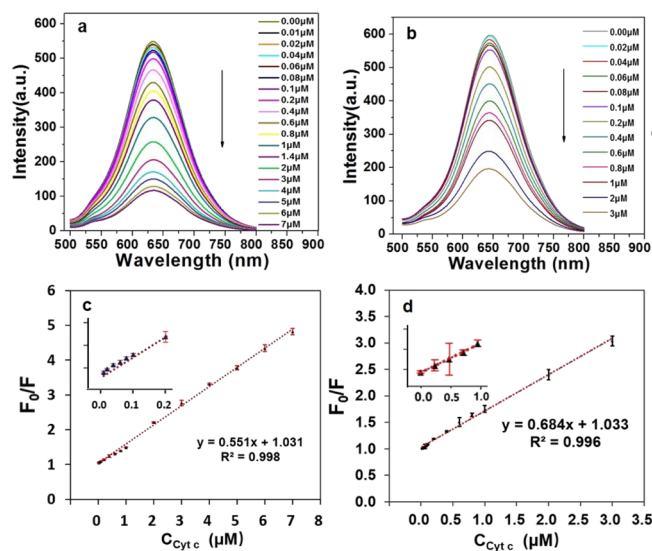 a
600
500
400
300
200
100
0
Intensity(a.u.)
500 550 600 650 700 750 800 850 900
Wavelength (nm)
0.00µM
0.01µM
0.02µM
0.04µM
0.06µM
0.08µM
0.1µM
0.2µM
0.4µM
0.6µM
0.8µM
1µM
1.4µM
2µM
3µM
4µM
5µM
6µM
7µM
b
600
500
400
300
200
100
0
Intensity(a.u.)
500 550 600 650 700 750 800 850 900
Wavelength (nm)
0.00µM
0.02µM
0.04µM
0.06µM
0.08µM
0.1µM
0.2µM
0.4µM
0.6µM
0.8µM
1µM
2µM
3µM
c
6
5
4
3
2
1
F0/F
0.0 0.1 0.2
y = 0.551x + 1.031
R² = 0.998
0 1 2 3 4 5 6 7 8
C Cyt c (µM)
d
4.0
3.5
3.0
2.5
2.0
1.5
1.0
0.5
0.0
F0/F
0.0 0.5 1.0
y = 0.684x + 1.033
R² = 0.996
0.0 0.5 1.0 1.5 2.0 2.5 3.0 3.5
C Cyt c (µM)